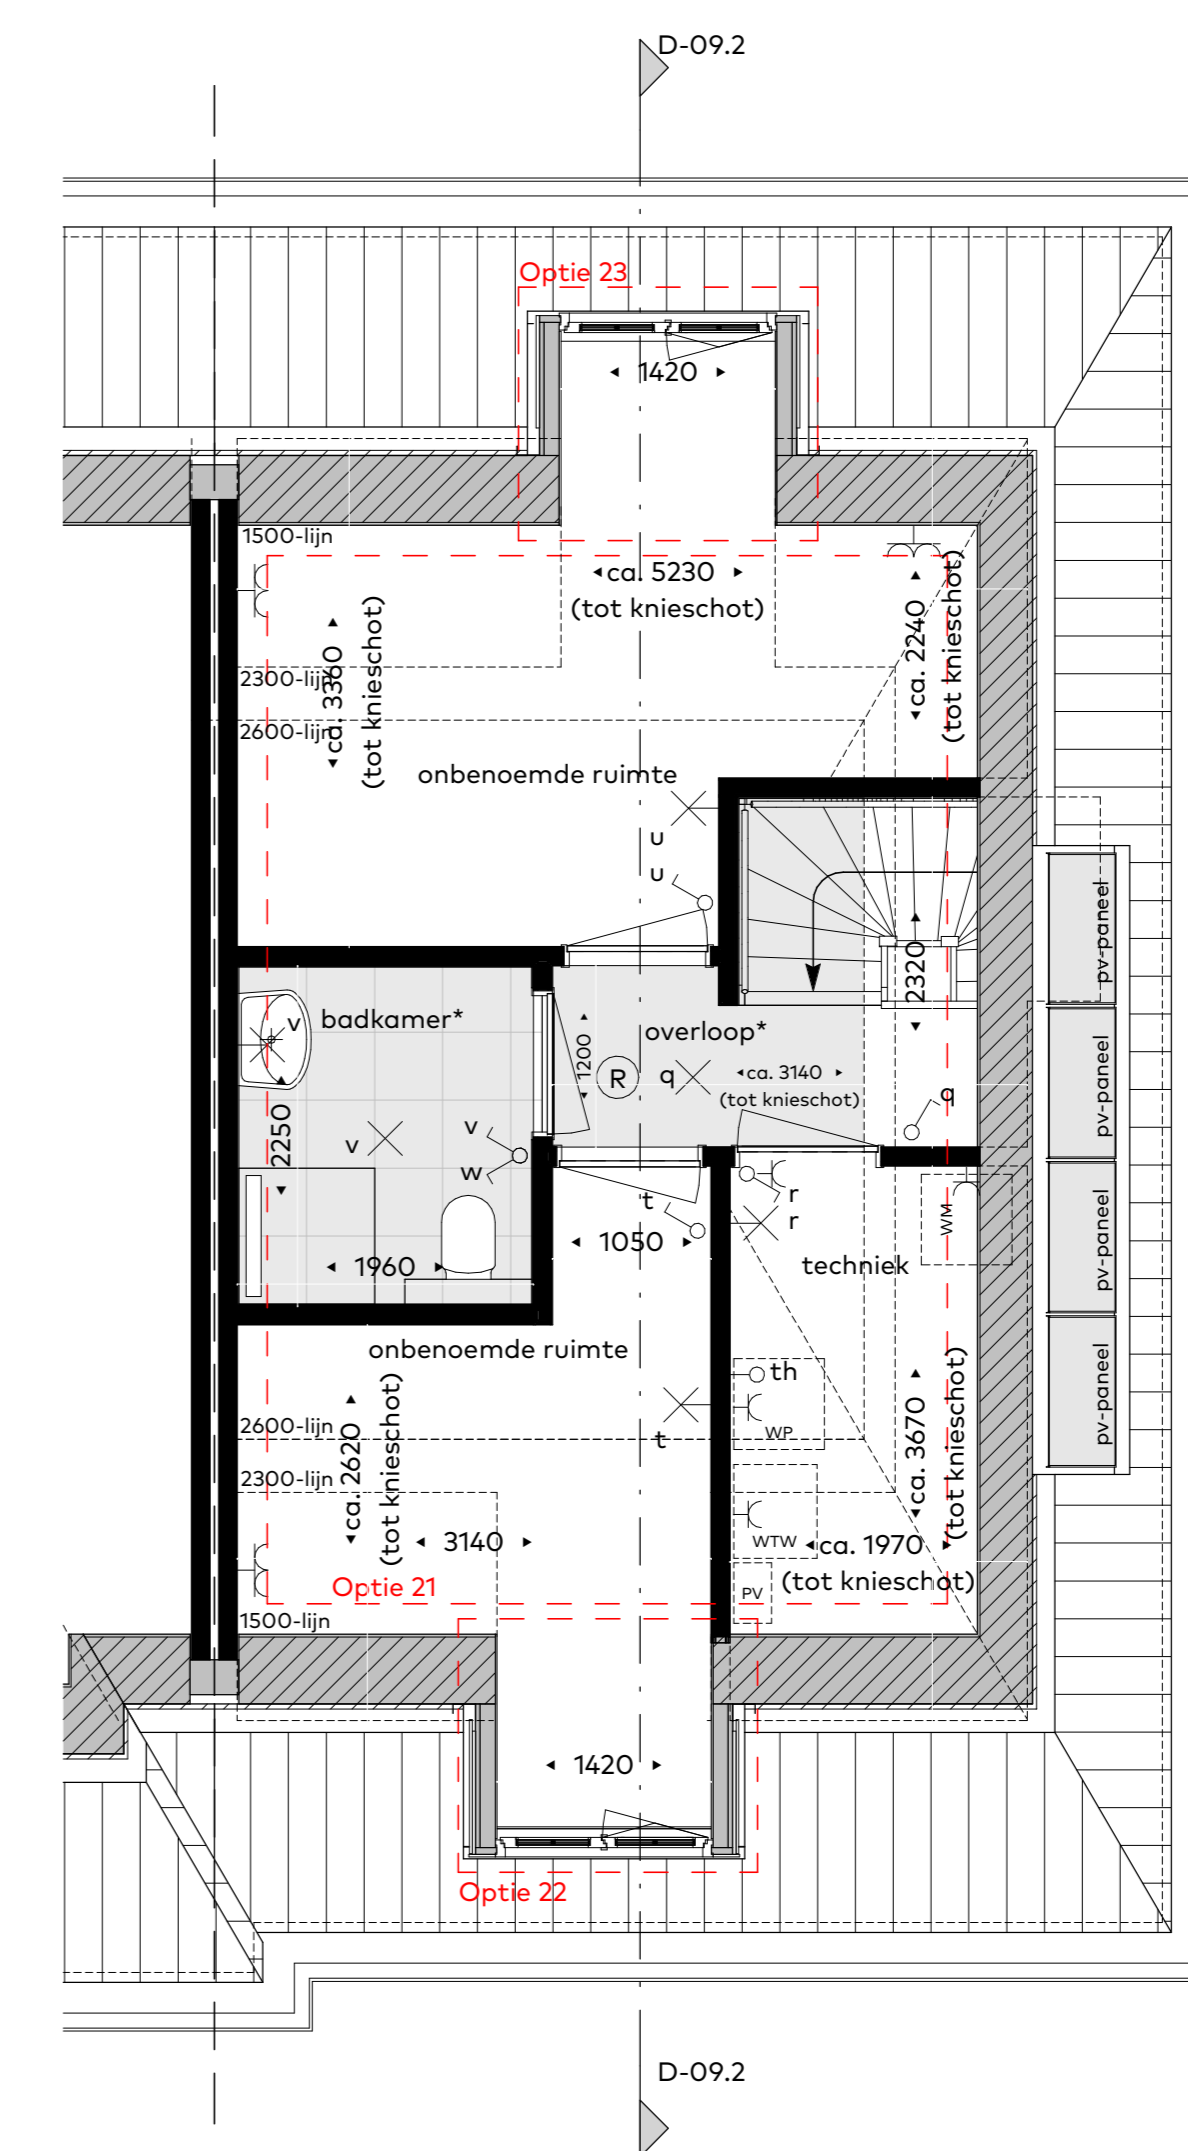 D-09.2
Optie 23
1420
1500-lijn
ca. 5230
(tot knieschot)
ca. 3360
(tot knieschot)
ca. 2240
(tot knieschot)
2300-lijn
2600-lijn
onbenoemde ruimte
u
u
pv-paneel
2320
badkamer*
v
overloop*
1200
R
q
ca. 3140
(tot knieschot)
q
pv-paneel
2250
v
v
w
t
r
r
WM
1050
1960
techniek
pv-paneel
onbenoemde ruimte
th
WP
t
pv-paneel
2600-lijn
ca. 2620
(tot knieschot)
ca. 3670
(tot knieschot)
2300-lijn
3140
WTW
ca. 1970
(tot knieschot)
PV
Optie 21
1500-lijn
1420
Optie 22
D-09.2